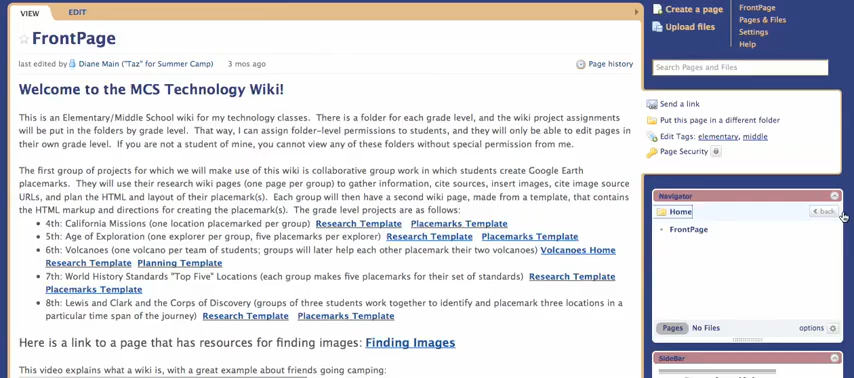 VIEW EDIT
FrontPage
last edited by Diane Main ("Taz" for Summer Camp) 3 mos ago Page history
Welcome to the MCS Technology Wiki!
This is an Elementary/Middle School wiki for my technology classes. There is a folder for each grade level, and the wiki project assignments
will be put in the folders by grade level. That way, I can assign folder-level permissions to students, and they will only be able to edit pages in
their own grade level. If you are not a student of mine, you cannot view any of these folders without special permission from me.
The first group of projects for which we will make use of this wiki is collaborative group work in which students create Google Earth
placemarks. They will use their research wiki pages (one page per group) to gather information, cite sources, insert images, cite image source
URLs, and plan the HTML and layout of their placemark(s). Each group will then have a second wiki page, made from a template, that contains
the HTML markup and directions for creating the placemark(s). The grade level projects are as follows:
• 4th: California Missions (one location placemarked per group) Research Template Placemarks Template
• 5th: Age of Exploration (one explorer per group, five placemarks per explorer) Research Template Placemarks Template
• 6th: Volcanoes (one volcano per team of students; groups will later help each other placemark their two volcanoes) Volcanoes Home
Research Template Planning Template
• 7th: World History Standards "Top Five" Locations (each group makes five placemarks for their set of standards) Research Template
Placemarks Template
• 8th: Lewis and Clark and the Corps of Discovery (groups of three students work together to identify and placemark three locations in a
particular time span of the journey) Research Template Placemarks Template
Here is a link to a page that has resources for finding images: Finding Images
This video explains what a wiki is, with a great example about friends going camping:
Create a page
Upload files
FrontPage
Pages & Files
Settings
Help
Search Pages and Files
Send a link
Put this page in a different folder
Edit Tags: elementary, middle
Page Security
Navigator
Home back
FrontPage
Pages No Files options
SideBar